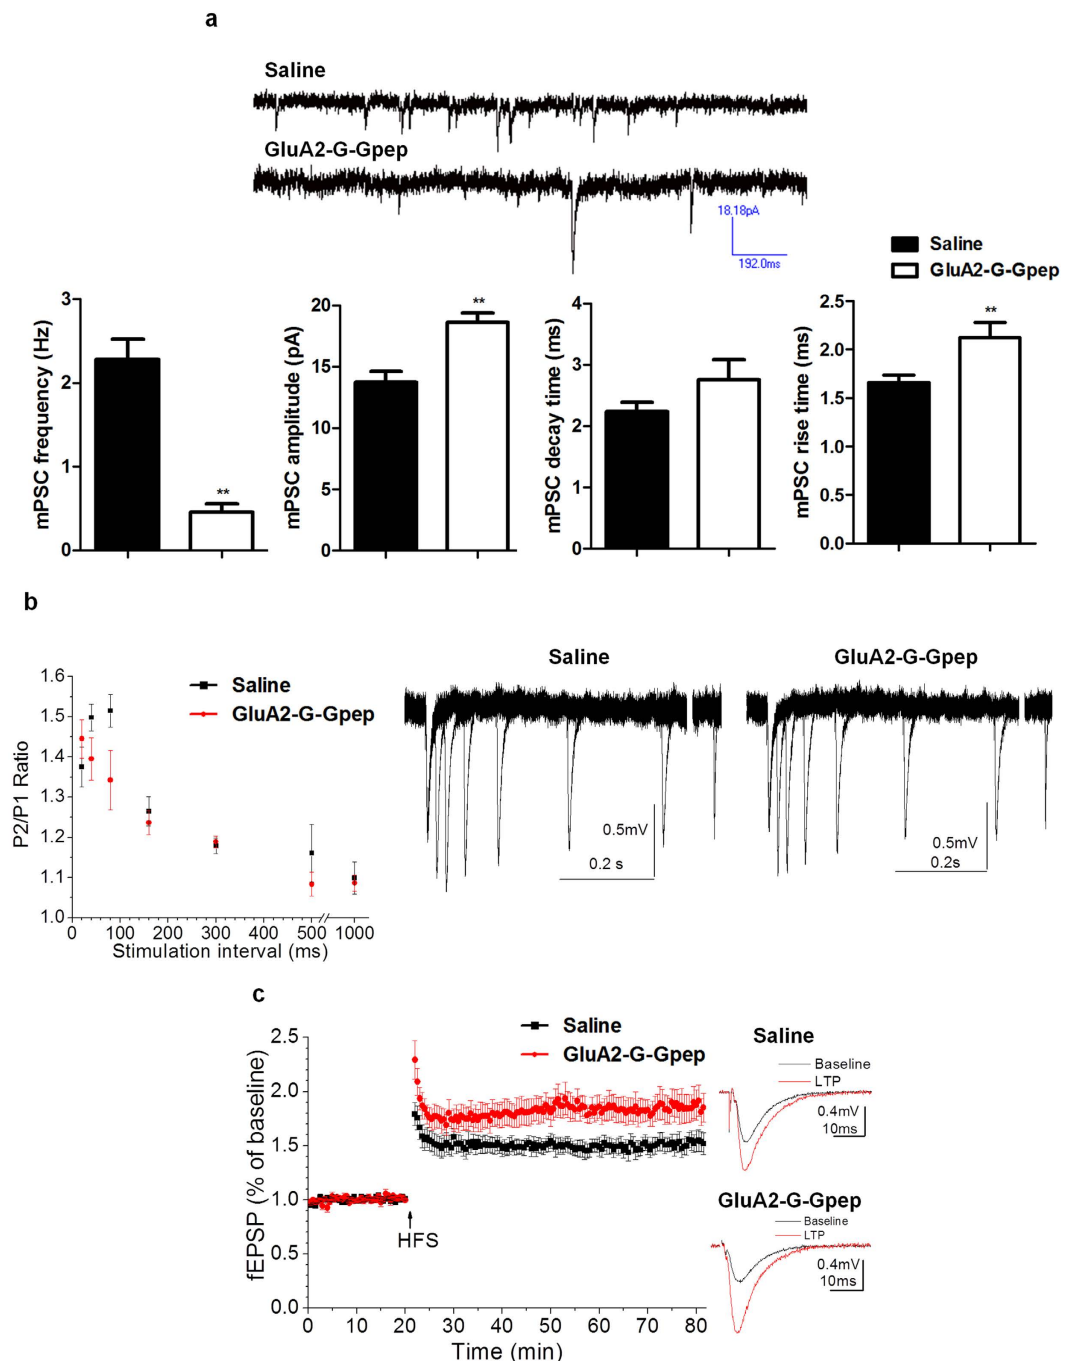 a
Saline
GluA2-G-Gpep
18.18pA
192.0ms
Saline
GluA2-G-Gpep
mPSC frequency (Hz)
3
2
1
0
**
mPSC amplitude (pA)
20
15
10
5
0
**
mPSC decay time (ms)
4
3
2
1
0
mPSC rise time (ms)
2.5
2.0
1.5
1.0
0.5
0.0
**
b
P2/P1 Ratio
1.6
1.5
1.4
1.3
1.2
1.1
1.0
Saline
GluA2-G-Gpep
0 100 200 300 400 500 1000
Stimulation interval (ms)
Saline
0.5mV
0.2 s
GluA2-G-Gpep
0.5mV
0.2s
c
fEPSP (% of baseline)
2.5
2.0
1.5
1.0
0.5
0.0
Saline
GluA2-G-Gpep
HFS
0 10 20 30 40 50 60 70 80
Time (min)
Saline
Baseline
LTP
0.4mV
10ms
GluA2-G-Gpep
Baseline
LTP
0.4mV
10ms